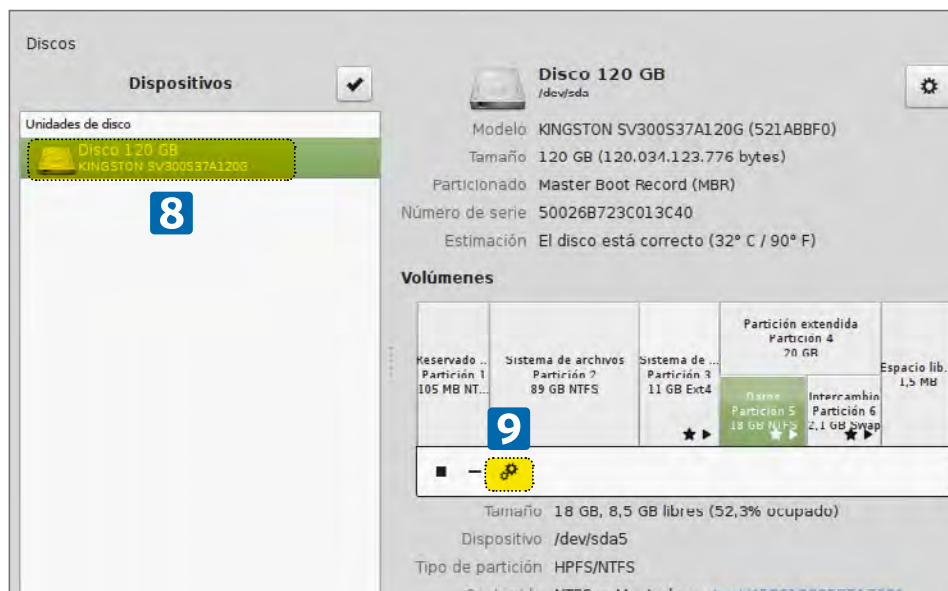 Discos
Dispositivos
Unidades de disco
Disco 120 GB
KINGSTON SV300S37A120G
8
Disco 120 GB
/dev/sda
Modelo KINGSTON SV300S37A120G (521ABBF0)
Tamaño 120 GB (120.034.123.776 bytes)
Particionado Master Boot Record (MBR)
Número de serie 50026B723C013C40
Estimación El disco está correcto (32° C / 90° F)
Volúmenes
Reservado ..
Partición 1
105 MB NT...
Sistema de archivos
Partición 2
89 GB NTFS
Sistema de ...
Partición 3
11 GB Ext4
Partición extendida
Partición 4
20 GB
Datos
Partición 5
18 GB NTFS
Intercambio
Partición 6
2,1 GB Swap
Espacio lib.
1,5 MB
9
Tamaño 18 GB, 8,5 GB libres (52,3% ocupado)
Dispositivo /dev/sda5
Tipo de partición HPFS/NTFS